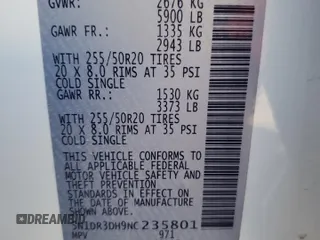 GVWR: 2676 KG
5900 LB
GAWR FR.: 1335 KG
2943 LB
WITH 255/50R20 TIRES
20 X 8.0 RIMS AT 35 PSI
COLD SINGLE
GAWR RR.: 1530 KG
3373 LB
WITH 255/50R20 TIRES
20 X 8.0 RIMS AT 35 PSI
COLD SINGLE
THIS VEHICLE CONFORMS TO
ALL APPLICABLE FEDERAL
MOTOR VEHICLE SAFETY AND
STANDARDS IN EFFECT ON
THE DATE OF MANUFACTURE
SHOWN ABOVE.
5N1DR3DH9NC235801
MPV 971
DREAMBID